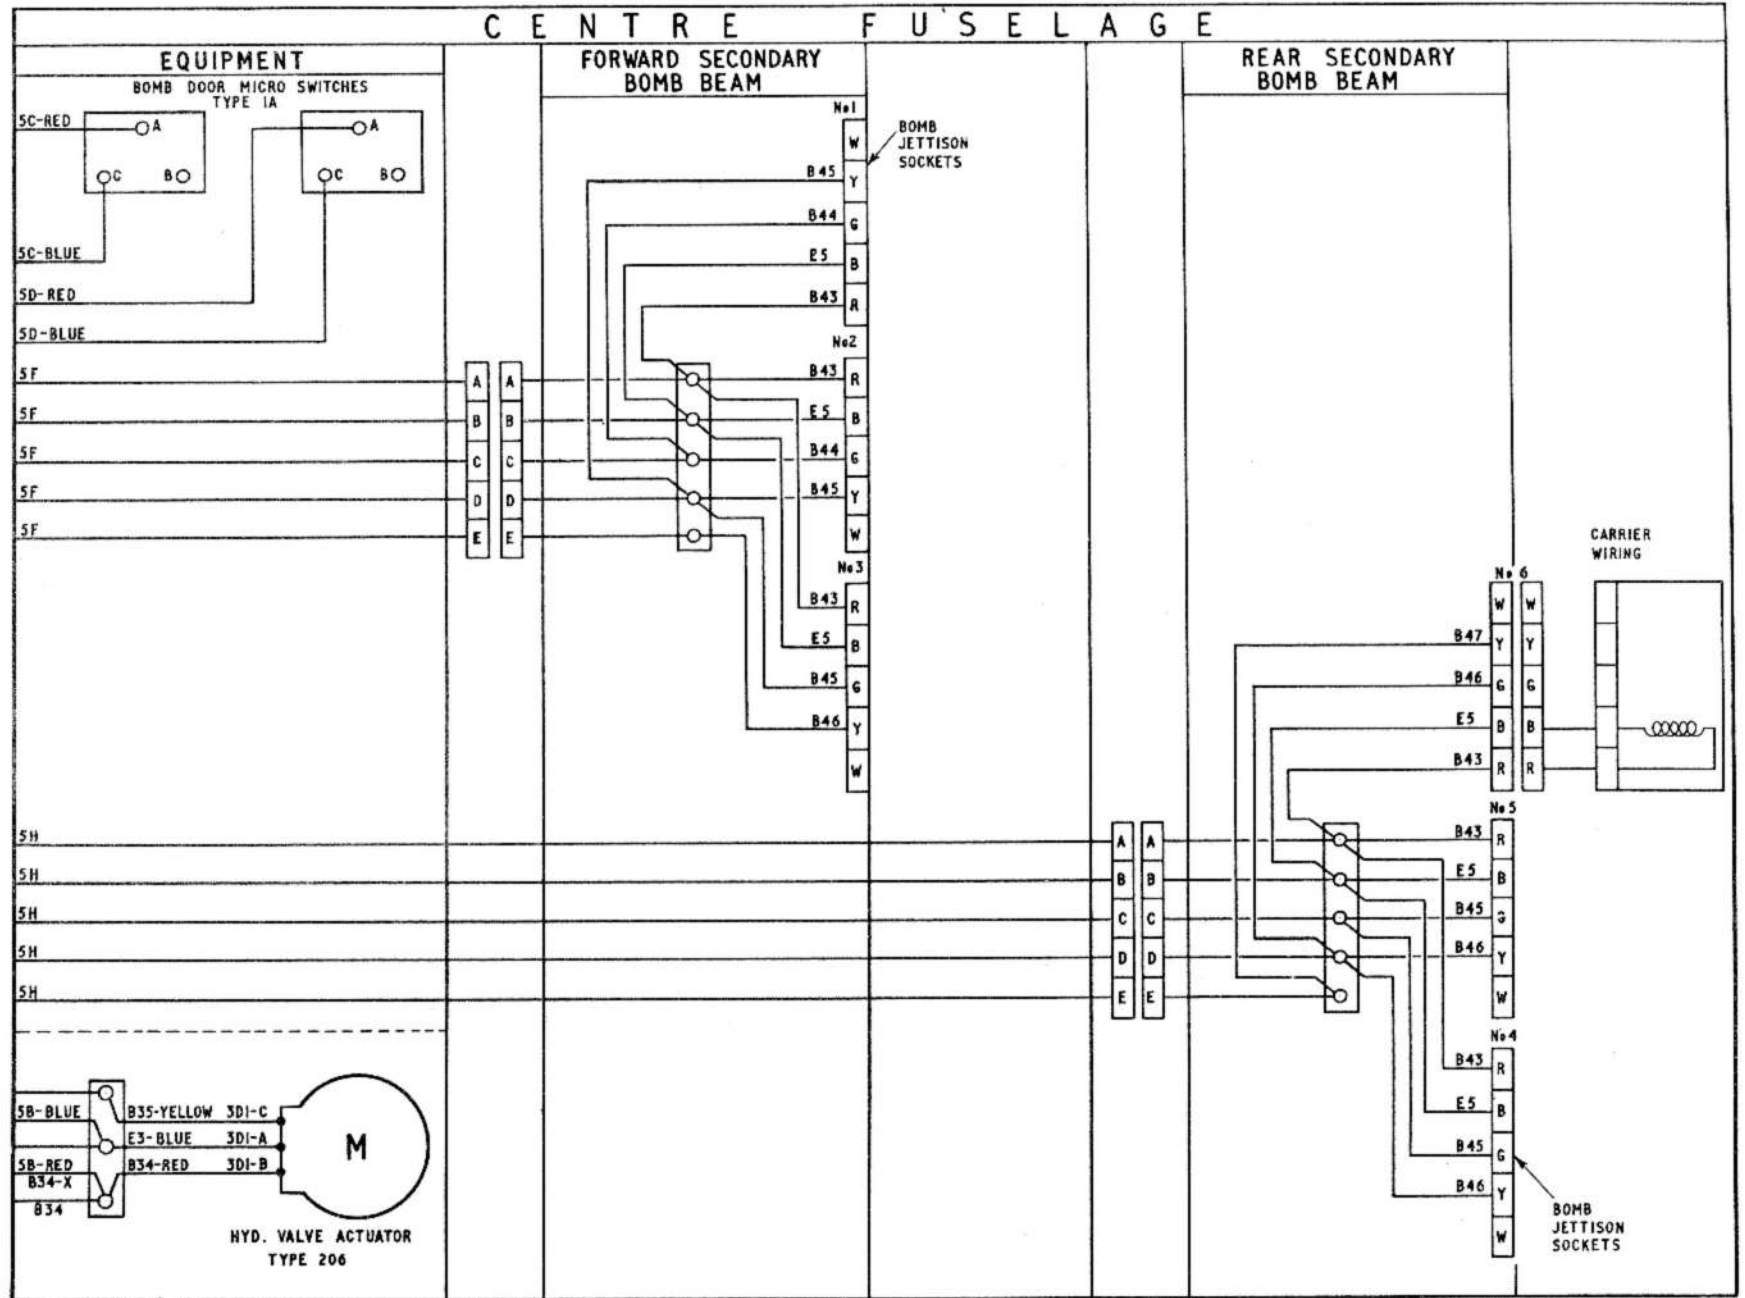 CENTRE FUSELAGE
EQUIPMENT
BOMB DOOR MICRO SWITCHES
TYPE 1A
5C-RED
A
C
B
A
C
B
5C-BLUE
5D-RED
5D-BLUE
5F
5F
5F
5F
5F
A
B
C
D
E
A
B
C
D
E
FORWARD SECONDARY
BOMB BEAM
No1
W
B45 Y
B44 G
E5 B
B43 R
BOMB
JETTISON
SOCKETS
No2
B43 R
E5 B
B44 G
B45 Y
W
No3
B43 R
E5 B
B45 G
B46 Y
W
5H
5H
5H
5H
5H
A
B
C
D
E
A
B
C
D
E
REAR SECONDARY
BOMB BEAM
No 6
W W
B47 Y Y
B46 G G
E5 B B
B43 R R
CARRIER
WIRING
No5
B43 R
E5 B
B45 G
B46 Y
W
No4
B43 R
E5 B
B45 G
B46 Y
W
BOMB
JETTISON
SOCKETS
5B-BLUE
5B-RED
B34-X
B34
B35-YELLOW 3D1-C
E3-BLUE 3D1-A
B34-RED 3D1-B
M
HYD. VALVE ACTUATOR
TYPE 206